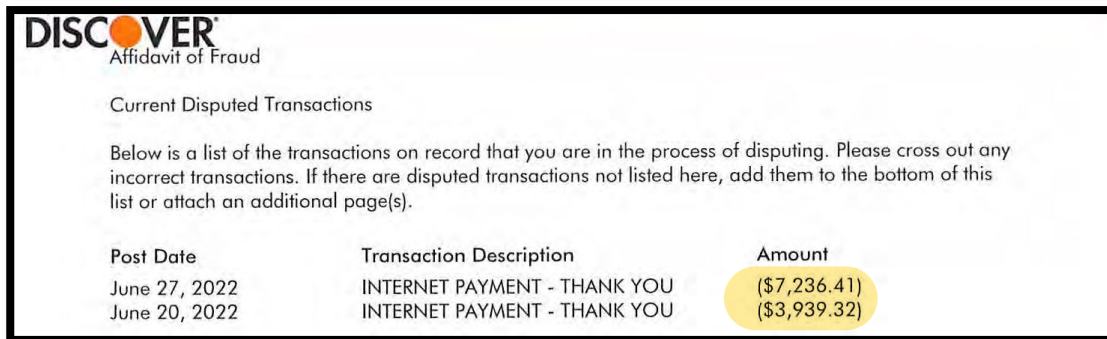 DISCOVER
Affidavit of Fraud
Current Disputed Transactions
Below is a list of the transactions on record that you are in the process of disputing. Please cross out any
incorrect transactions. If there are disputed transactions not listed here, add them to the bottom of this
list or attach an additional page(s).
Post Date Transaction Description Amount
June 27, 2022 INTERNET PAYMENT - THANK YOU ($7,236.41)
June 20, 2022 INTERNET PAYMENT - THANK YOU ($3,939.32)